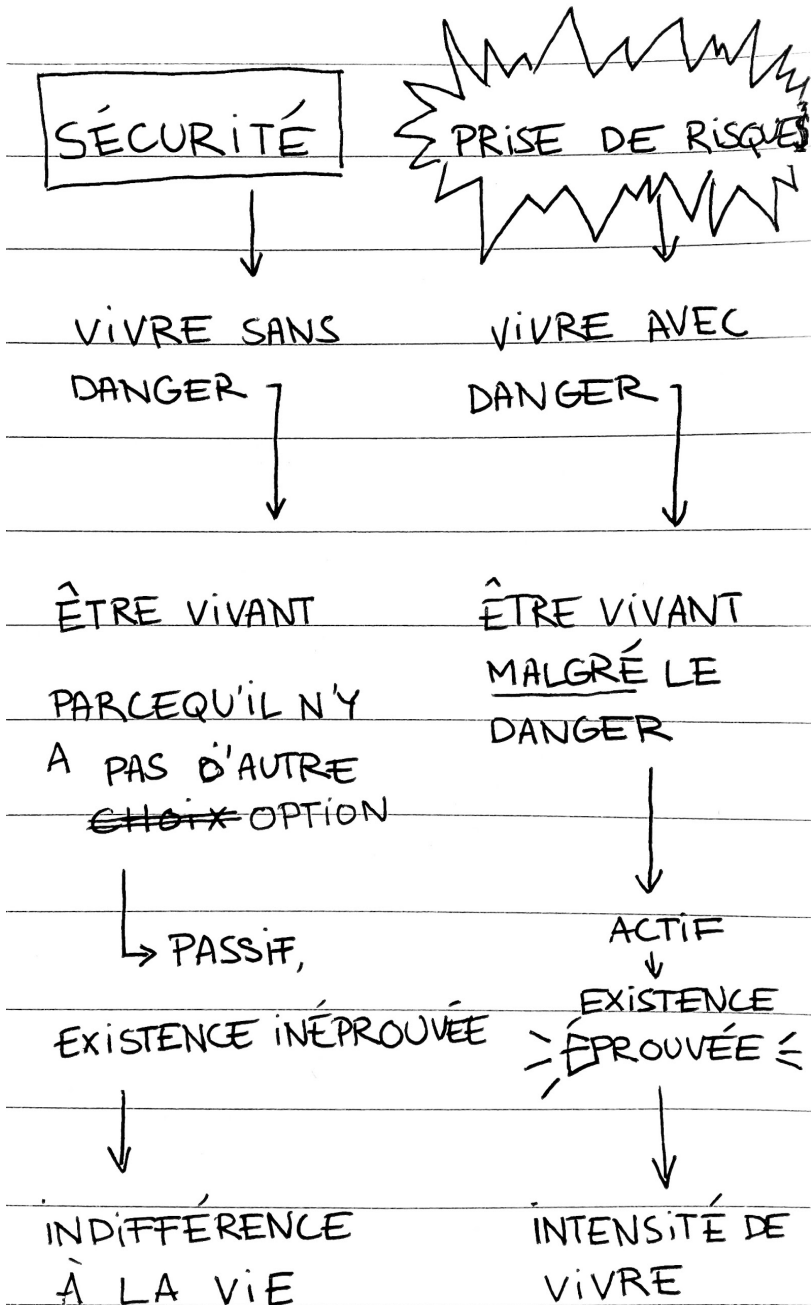 SÉCURITÉ
VIVRE SANS
DANGER
ÊTRE VIVANT
PARCEQU'IL N'Y
A PAS D'AUTRE
CHOIX OPTION
PASSIF,
EXISTENCE INÉPROUVÉE
INDIFFÉRENCE
À LA VIE
PRISE DE RISQUES
VIVRE AVEC
DANGER
ÊTRE VIVANT
MALGRÉ LE
DANGER
ACTIF
EXISTENCE
ÉPROUVÉE
INTENSITÉ DE
VIVRE